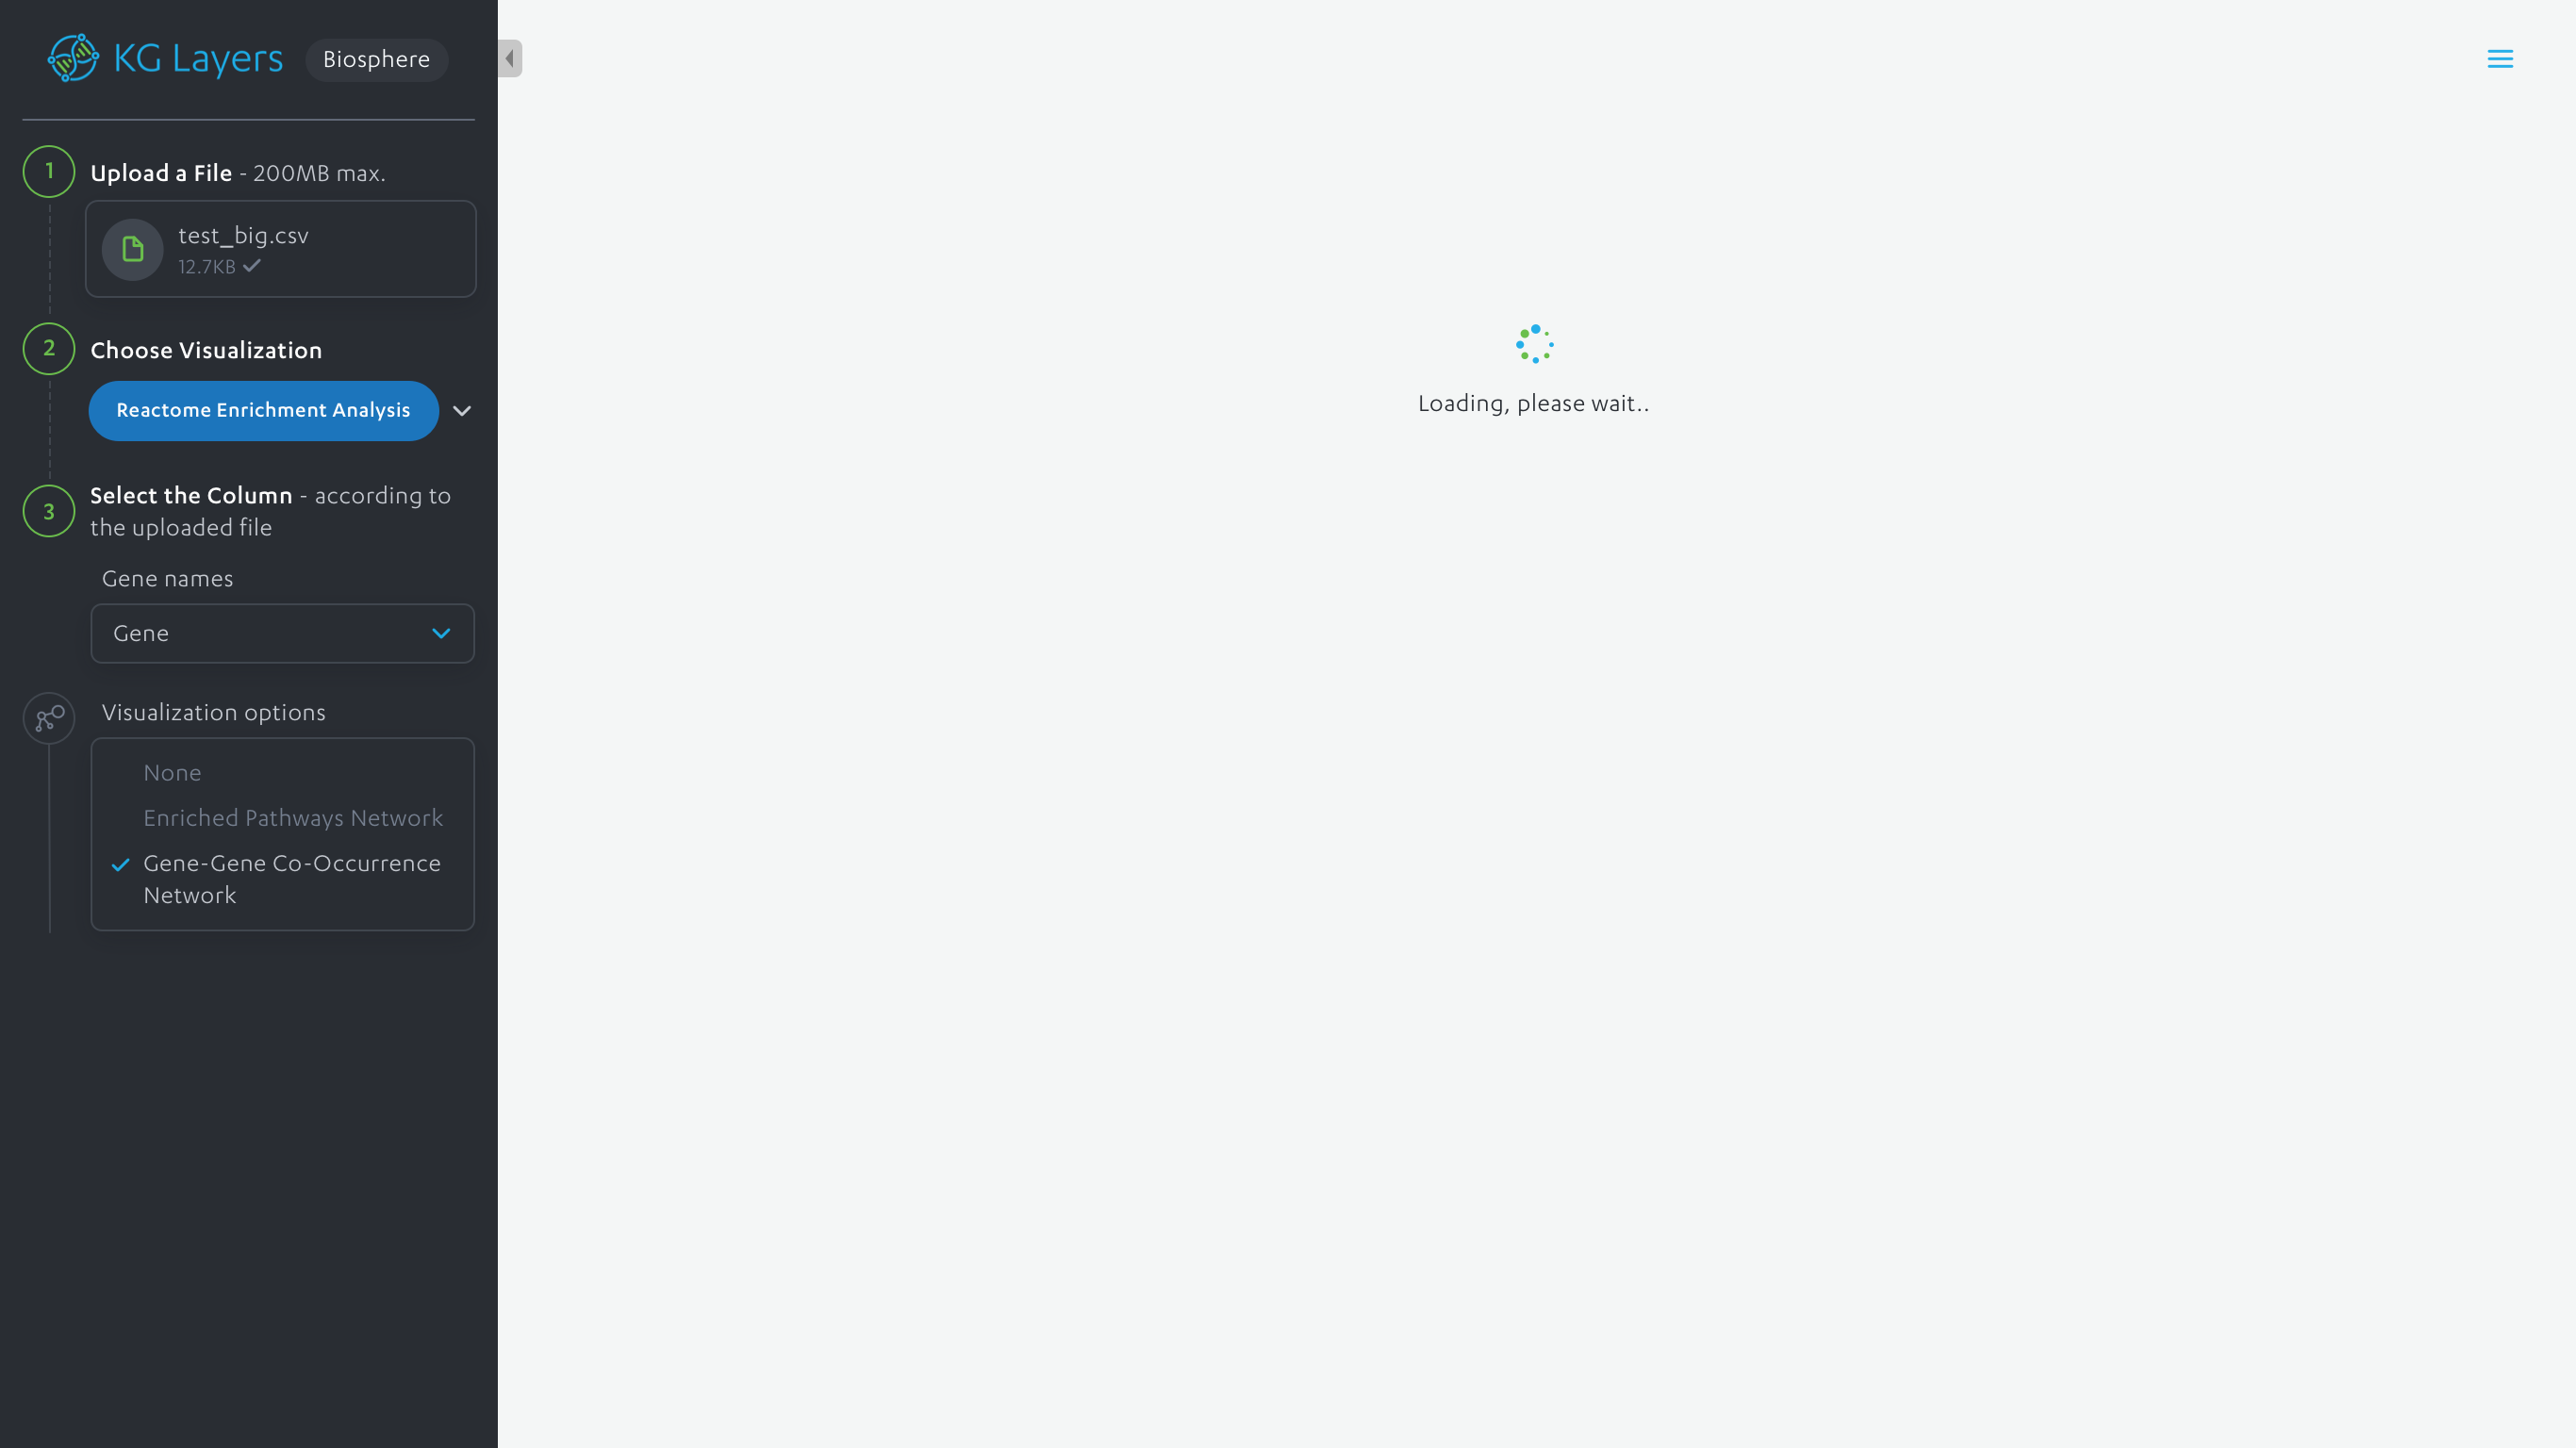 KG Layers Biosphere
1 Upload a File - 200MB max.
test_big.csv
12.7KB
2 Choose Visualization
Reactome Enrichment Analysis
3 Select the Column - according to
the uploaded file
Gene names
Gene
Visualization options
None
Enriched Pathways Network
Gene-Gene Co-Occurrence
Network
Loading, please wait..